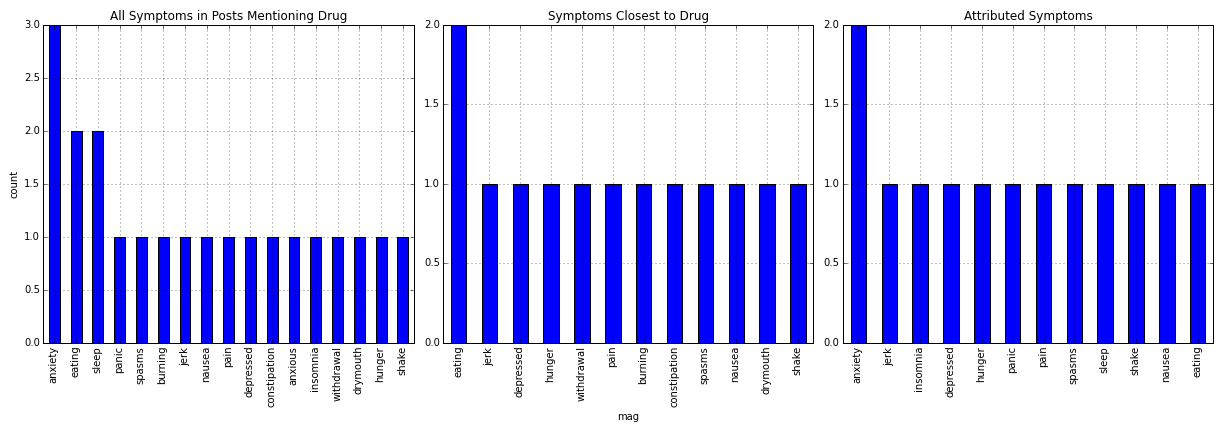 All Symptoms in Posts Mentioning Drug
count
3.0
2.5
2.0
1.5
1.0
0.5
0.0
anxiety
eating
sleep
panic
spasms
burning
jerk
nausea
pain
depressed
constipation
anxious
insomnia
withdrawal
drymouth
hunger
shake
Symptoms Closest to Drug
2.0
1.5
1.0
0.5
0.0
eating
jerk
depressed
hunger
withdrawal
pain
burning
constipation
spasms
nausea
drymouth
shake
mag
Attributed Symptoms
2.0
1.5
1.0
0.5
0.0
anxiety
jerk
insomnia
depressed
hunger
panic
pain
spasms
sleep
shake
nausea
eating